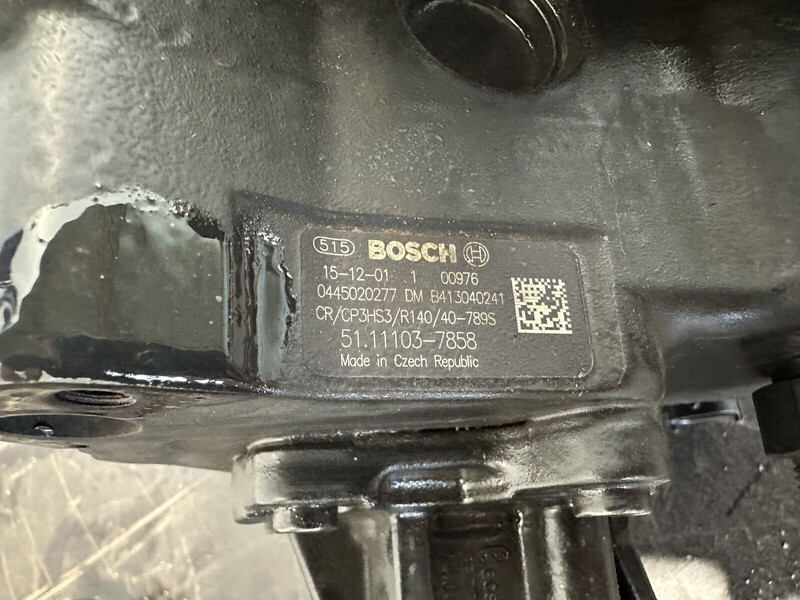 515 BOSCH
15-12-01 .1 00976
0445020277 DM B413040241
CR/CP3HS3/R140/40-789S
51.11103-7858
Made in Czech Republic